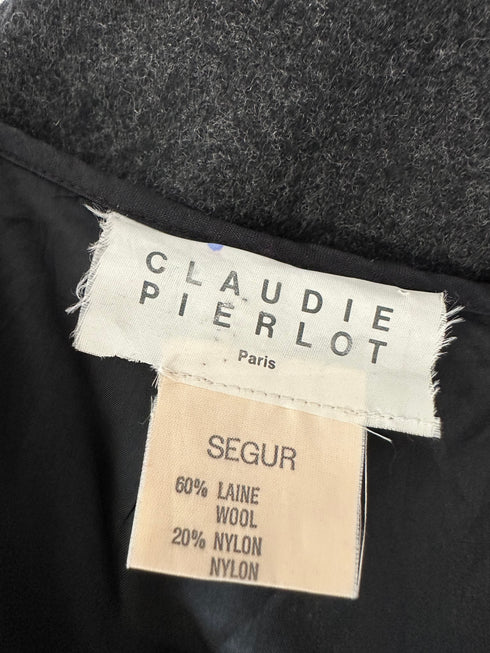 CLAUDIE
PIERLOT
Paris
SEGUR
60% LAINE
WOOL
20% NYLON
NYLON